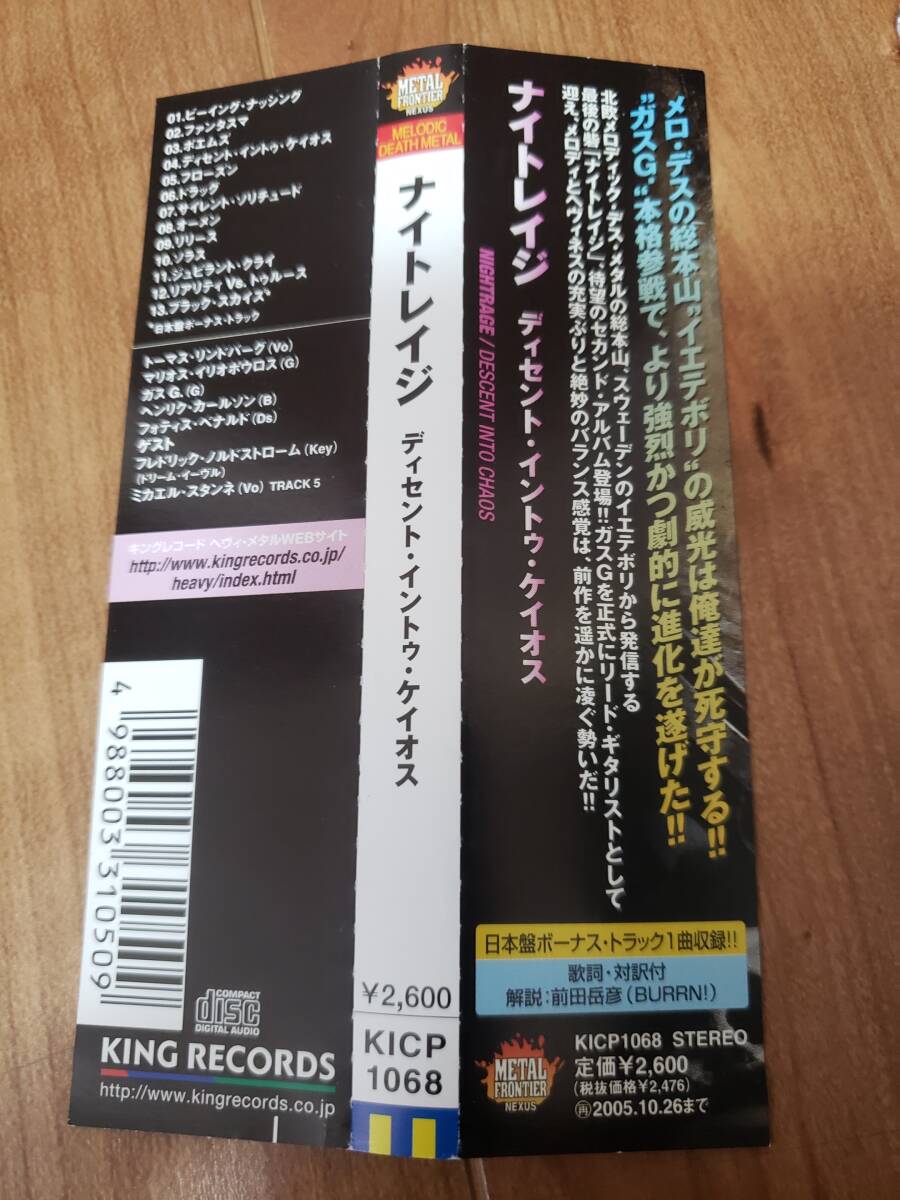 01.ビーイング・ナッシング
02.ファンタスマ
03.ポエムズ
04.ディセント・イントゥ・ケイオス
05.フローズン
06.ドラッグ
07.サイレント・ソリチュード
08.オーメン
09.リリース
10.ソラス
11.ジュビラント・クライ
12.リアリティ Vs. トゥルース
13.ブラック・スカイズ*
*日本盤ボーナス・トラック
トーマス・リンドバーグ(Vo)
マリオス・イリオポウロス(G)
ガス G.(G)
ヘンリク・カールソン(B)
フォティス・ベナルド(Ds)
ゲスト
フレドリック・ノルドストローム(Key)
(ドリーム・イーヴル)
ミカエル・スタンネ(Vo) TRACK 5
キングレコード ヘヴィ・メタルWEBサイト
http://www.kingrecords.co.jp/
heavy/index.html
4 988003 310509
COMPACT
disc
DIGITAL AUDIO
KING RECORDS
http://www.kingrecords.co.jp
METAL
FRONTIER
NEXUS
MELODIC
DEATH METAL
ナイトレイジ ディセント・イントゥ・ケイオス
¥2,600
KICP
1068
メロ・デスの総本山"イエテボリ"の威光は俺達が死守する!!
"ガスG."本格参戦で、より強烈かつ劇的に進化を遂げた!!
北欧メロディック・デス・メタルの総本山、スウェーデンのイエテボリから発信する
最後の砦「ナイトレイジ」、待望のセカンド・アルバム登場!!ガスGを正式にリード・ギタリストとして
迎え、メロディとヘヴィネスの充実ぶりと絶妙のバランス感覚は、前作を遥かに凌ぐ勢いだ!!
ナイトレイジ ディセント・イントゥ・ケイオス
NIGHTRAGE / DESCENT INTO CHAOS
日本盤ボーナス・トラック1曲収録!!
歌詞・対訳付
解説:前田岳彦(BURRN!)
METAL
FRONTIER
NEXUS
KICP1068 STEREO
定価¥2,600
(税抜価格¥2,476)
再2005.10.26まで